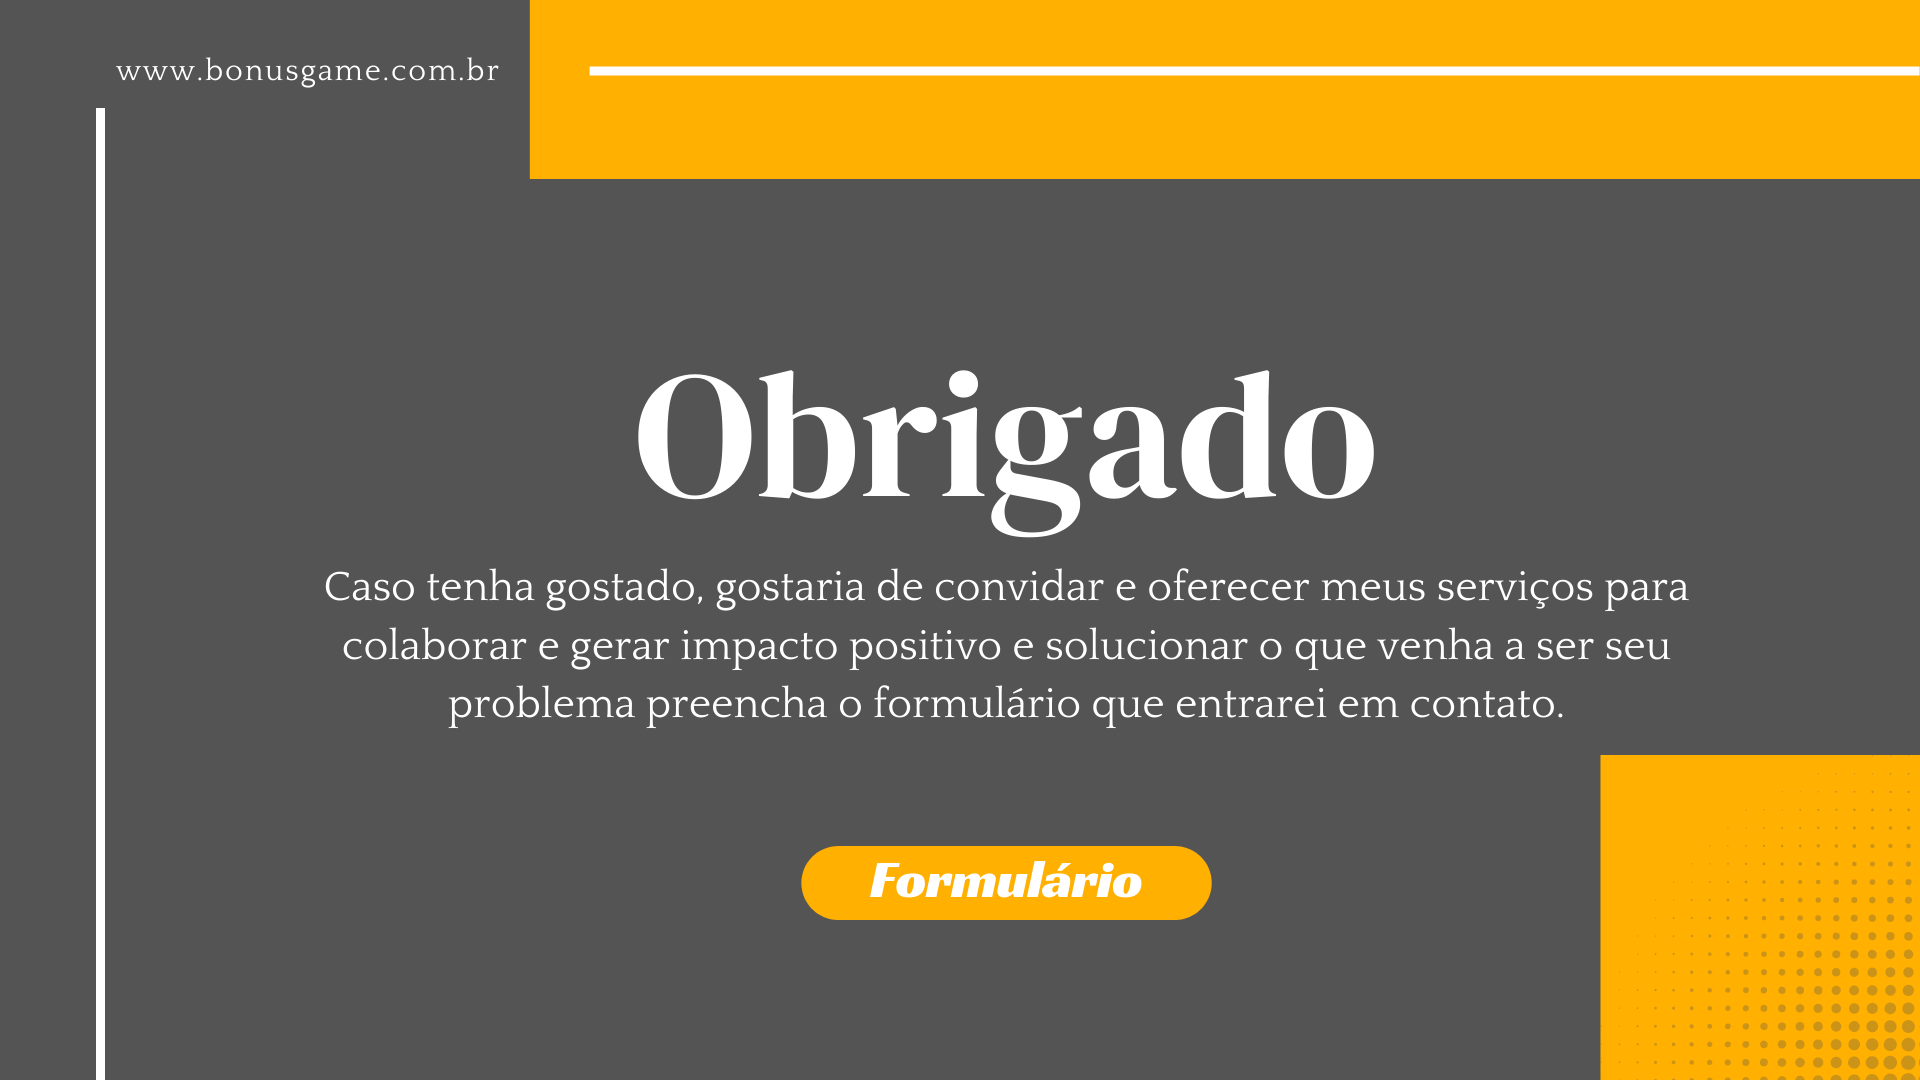 www.bonusgame.com.br
Obrigado
Caso tenha gostado, gostaria de convidar e oferecer meus serviços para
colaborar e gerar impacto positivo e solucionar o que venha a ser seu
problema preencha o formulário que entrarei em contato.
Formulário